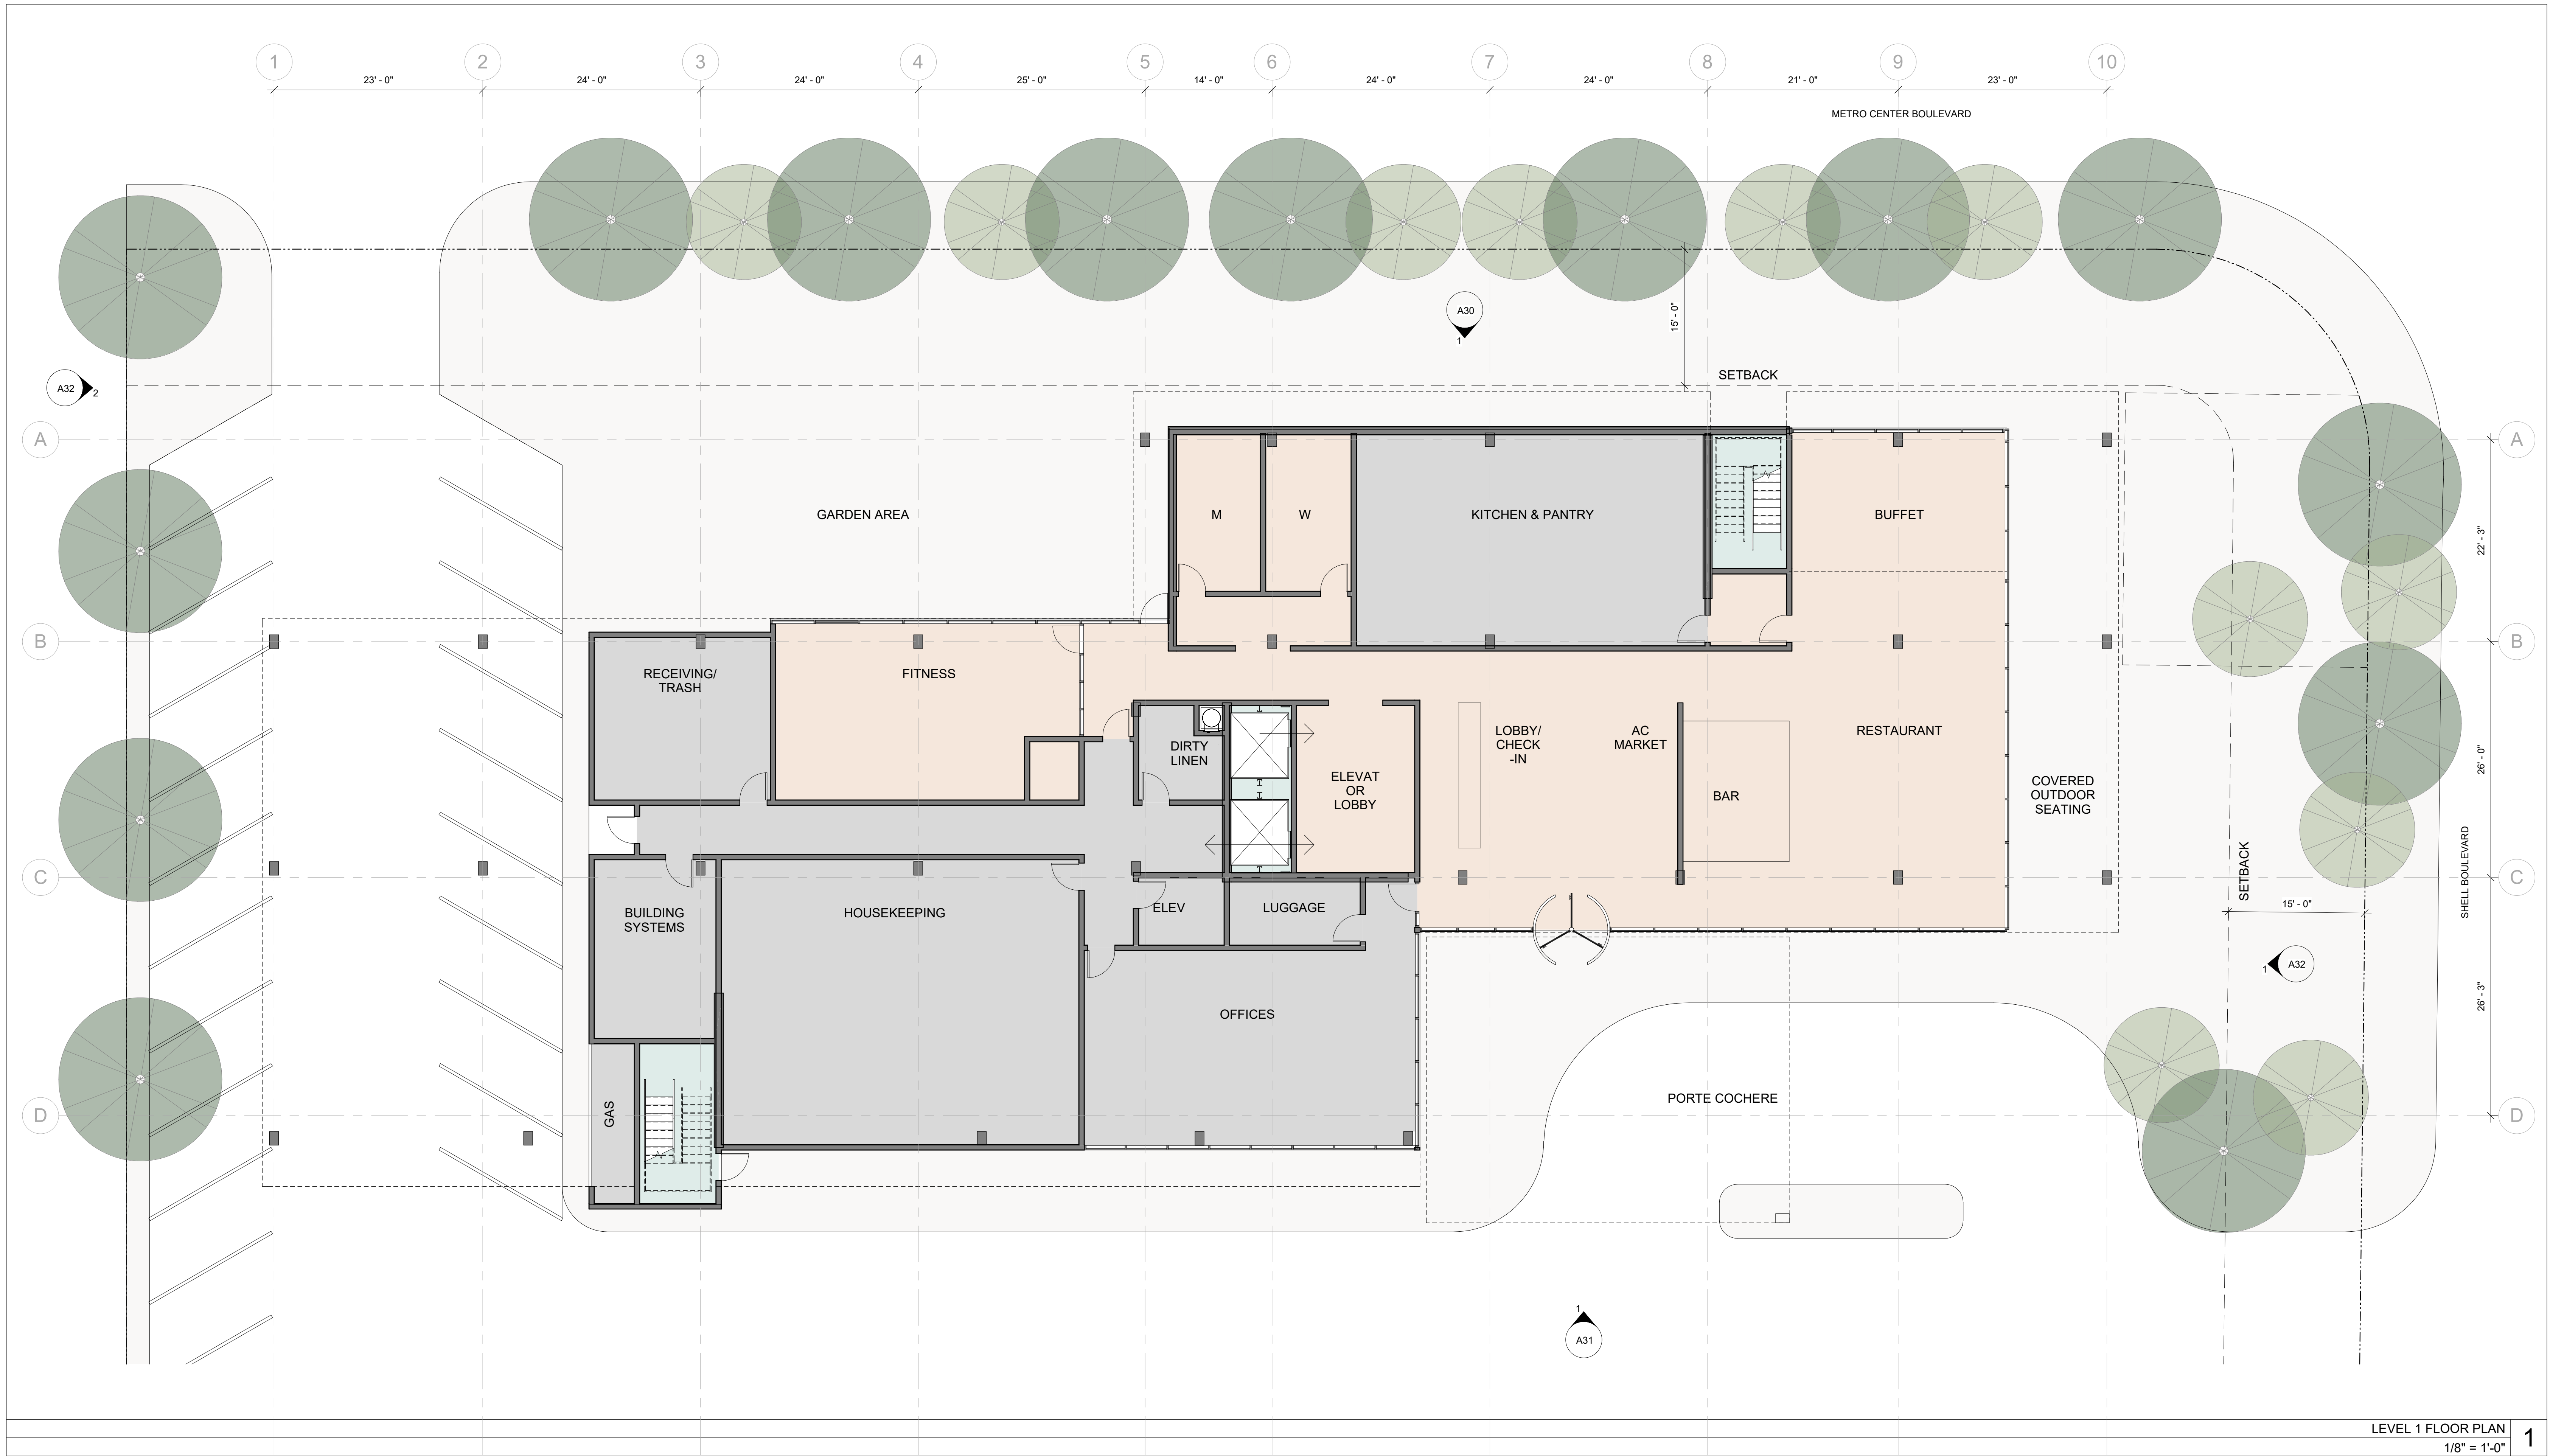 1 2 3 4 5 6 7 8 9 10
23' - 0" 24' - 0" 24' - 0" 25' - 0" 14' - 0" 24' - 0" 24' - 0" 21' - 0" 23' - 0"
METRO CENTER BOULEVARD
A30
1
15' - 0"
SETBACK
A32
2
A
A
GARDEN AREA
M
W
KITCHEN & PANTRY
BUFFET
22' - 3"
B
B
RECEIVING/
TRASH
FITNESS
DIRTY
LINEN
ELEVAT
OR
LOBBY
LOBBY/
CHECK
-IN
AC
MARKET
BAR
RESTAURANT
COVERED
OUTDOOR
SEATING
26' - 0"
SHELL BOULEVARD
SETBACK
15' - 0"
C
C
BUILDING
SYSTEMS
HOUSEKEEPING
ELEV
LUGGAGE
A32
1
26' - 3"
OFFICES
GAS
PORTE COCHERE
D
D
1
A31
LEVEL 1 FLOOR PLAN
1/8" = 1'-0"
1